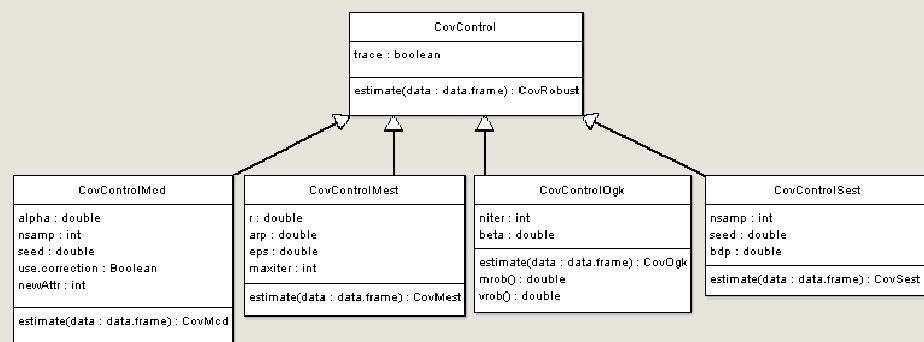 CovControl
trace : boolean
estimate(data : data.frame) : CovRobust
CovControlMcd
alpha : double
nsamp : int
seed : double
use.correction : Boolean
newAttr : int
estimate(data : data.frame) : CovMcd
CovControlMest
r : double
arp : double
eps : double
maxiter : int
estimate(data : data.frame) : CovMest
CovControlOgk
niter : int
beta : double
estimate(data : data.frame) : CovOgk
mrob() : double
vrob() : double
CovControlSest
nsamp : int
seed : double
bdp : double
estimate(data : data.frame) : CovSest